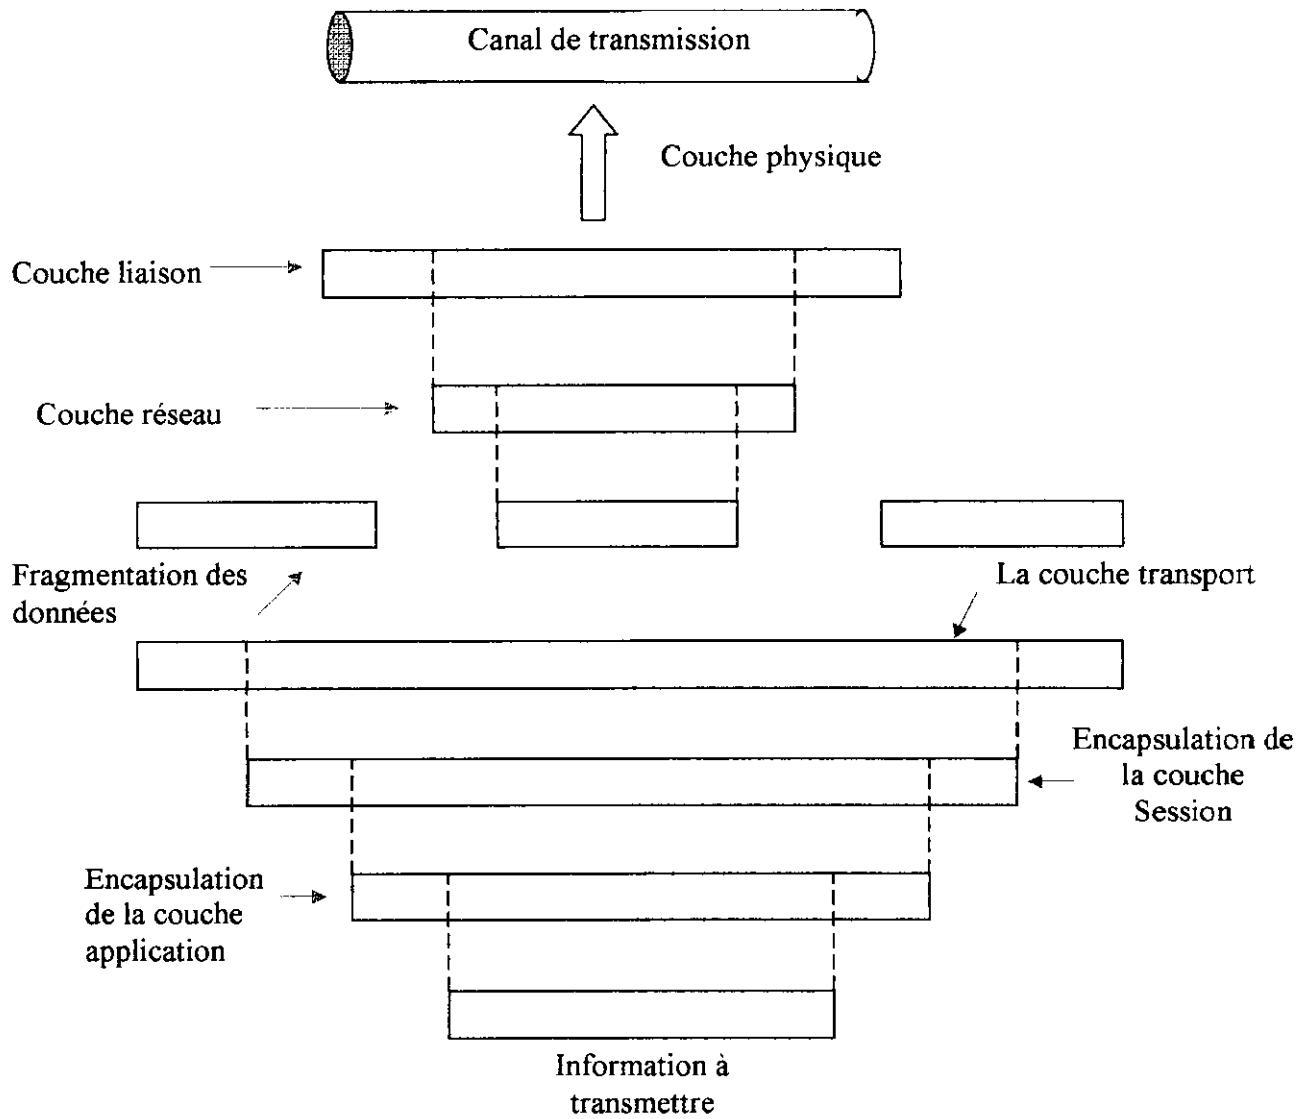 Canal de transmission
Couche physique
Couche liaison
Couche réseau
Fragmentation des
données
La couche transport
Encapsulation de
la couche
Session
Encapsulation
de la couche
application
Information à
transmettre